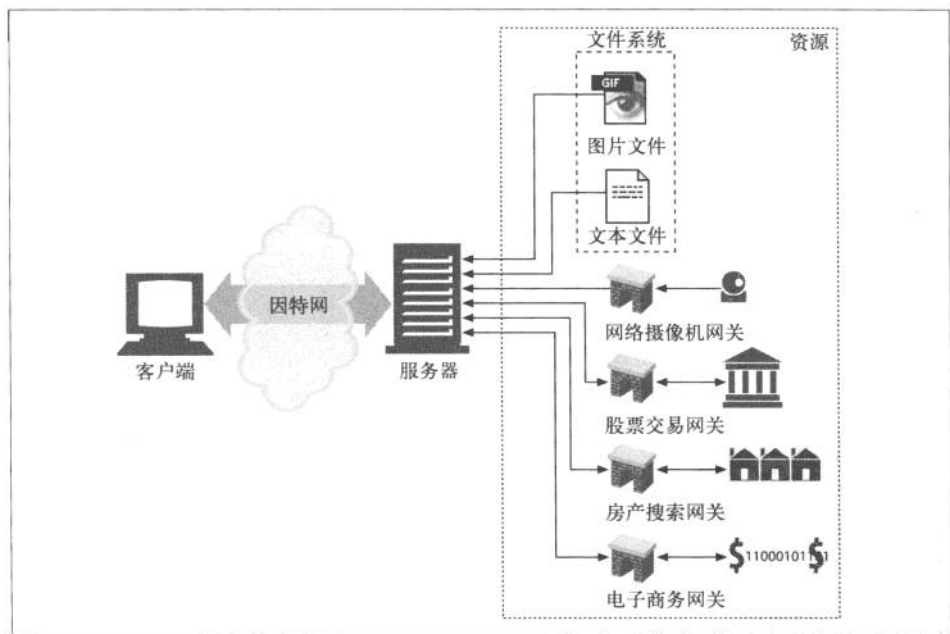 文件系统
资源
GIF
图片文件
文本文件
因特网
客户端
服务器
网络摄像机网关
股票交易网关
房产搜索网关
$11000101101$
电子商务网关